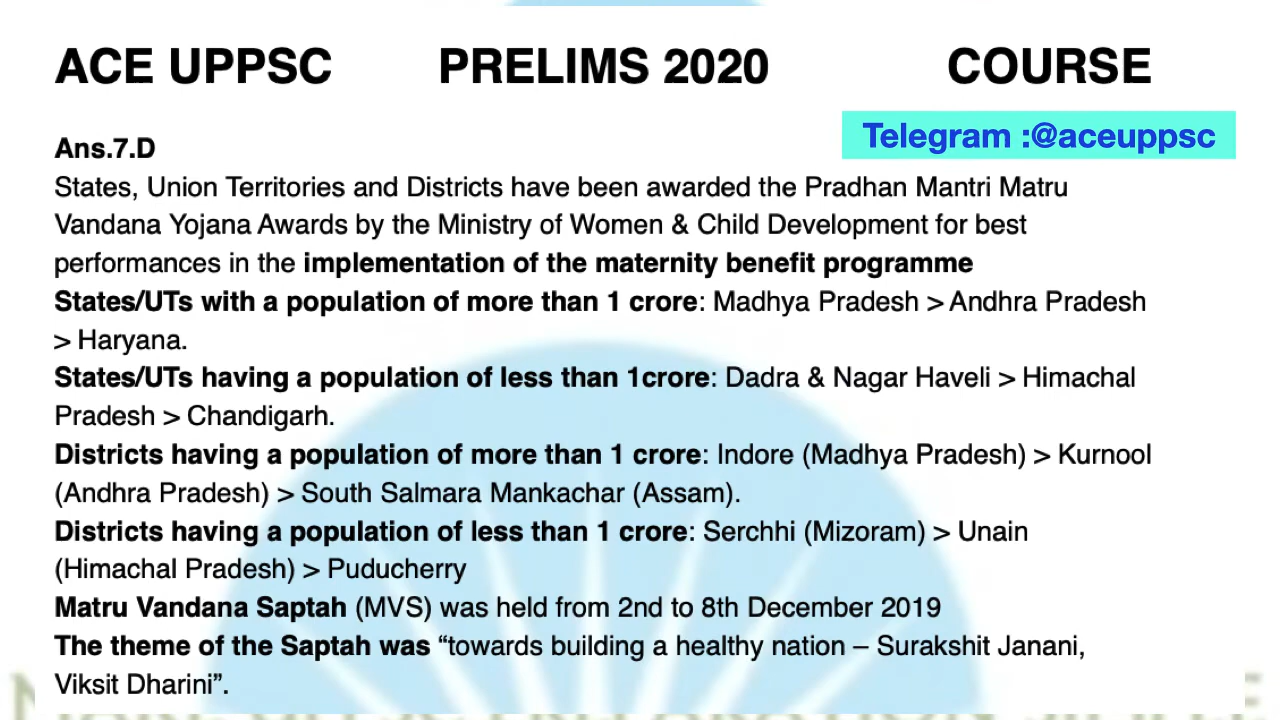 ACE UPPSC PRELIMS 2020 COURSE
Telegram :@aceuppsc
Ans.7.D
States, Union Territories and Districts have been awarded the Pradhan Mantri Matru
Vandana Yojana Awards by the Ministry of Women & Child Development for best
performances in the implementation of the maternity benefit programme
States/UTs with a population of more than 1 crore: Madhya Pradesh > Andhra Pradesh
> Haryana.
States/UTs having a population of less than 1crore: Dadra & Nagar Haveli > Himachal
Pradesh > Chandigarh.
Districts having a population of more than 1 crore: Indore (Madhya Pradesh) > Kurnool
(Andhra Pradesh) > South Salmara Mankachar (Assam).
Districts having a population of less than 1 crore: Serchhi (Mizoram) > Unain
(Himachal Pradesh) > Puducherry
Matru Vandana Saptah (MVS) was held from 2nd to 8th December 2019
The theme of the Saptah was “towards building a healthy nation – Surakshit Janani,
Viksit Dharini”.